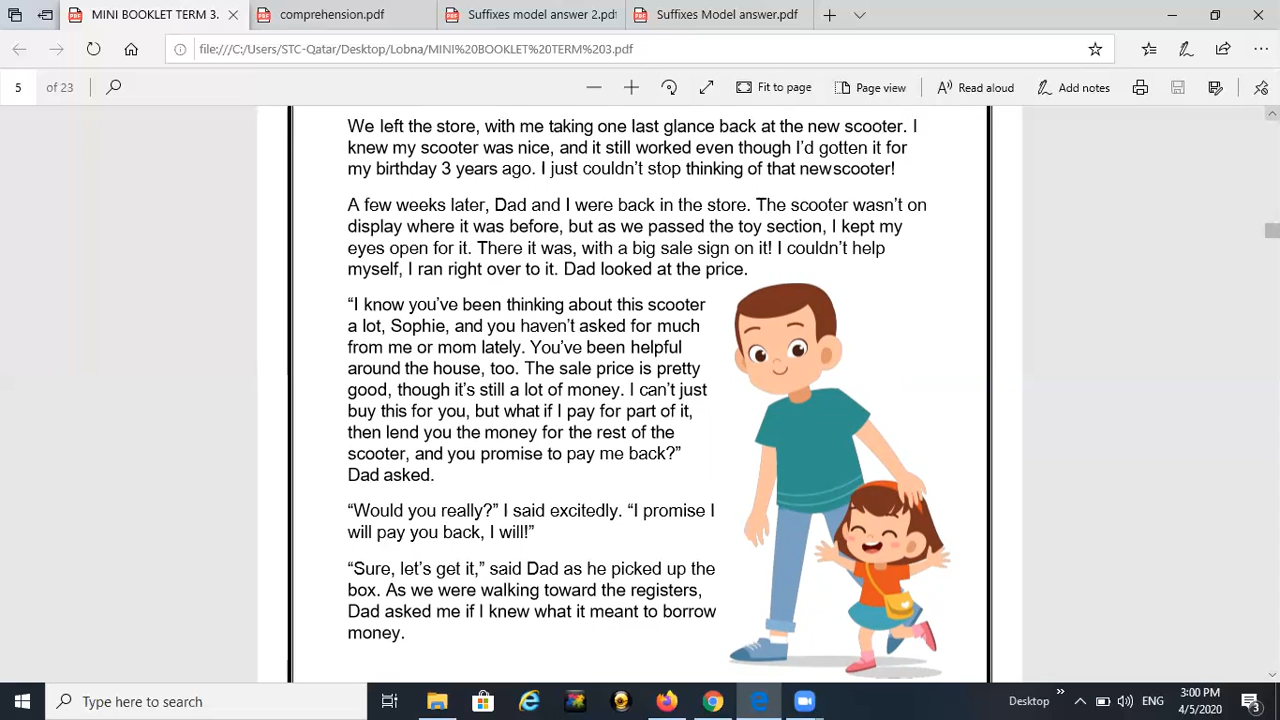 MINI BOOKLET TERM 3.
comprehension.pdf
Suffixes model answer 2.pdf
Suffixes Model answer.pdf
file:///C:/Users/STC-Qatar/Desktop/Lobna/MINI%20BOOKLET%20TERM%203.pdf
5 of 23
Fit to page
Page view
Read aloud
Add notes
We left the store, with me taking one last glance back at the new scooter. I
knew my scooter was nice, and it still worked even though I’d gotten it for
my birthday 3 years ago. I just couldn’t stop thinking of that newscooter!
A few weeks later, Dad and I were back in the store. The scooter wasn’t on
display where it was before, but as we passed the toy section, I kept my
eyes open for it. There it was, with a big sale sign on it! I couldn’t help
myself, I ran right over to it. Dad looked at the price.
“I know you’ve been thinking about this scooter
a lot, Sophie, and you haven’t asked for much
from me or mom lately. You’ve been helpful
around the house, too. The sale price is pretty
good, though it’s still a lot of money. I can’t just
buy this for you, but what if I pay for part of it,
then lend you the money for the rest of the
scooter, and you promise to pay me back?”
Dad asked.
“Would you really?” I said excitedly. “I promise I
will pay you back, I will!”
“Sure, let’s get it,” said Dad as he picked up the
box. As we were walking toward the registers,
Dad asked me if I knew what it meant to borrow
money.
Type here to search
Desktop
ENG
3:00 PM
4/5/2020
3